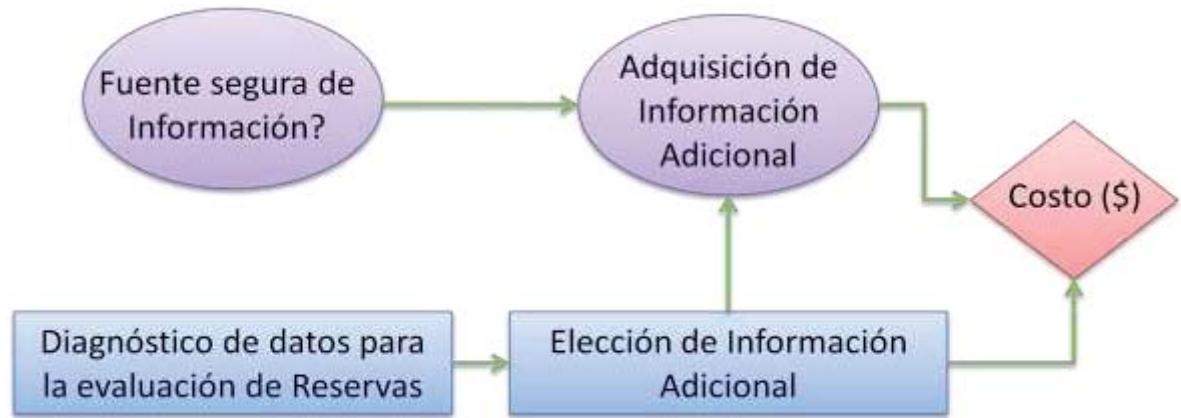 Fuente segura de
Información?
Adquisición de
Información
Adicional
Costo ($)
Diagnóstico de datos para
la evaluación de Reservas
Elección de Información
Adicional